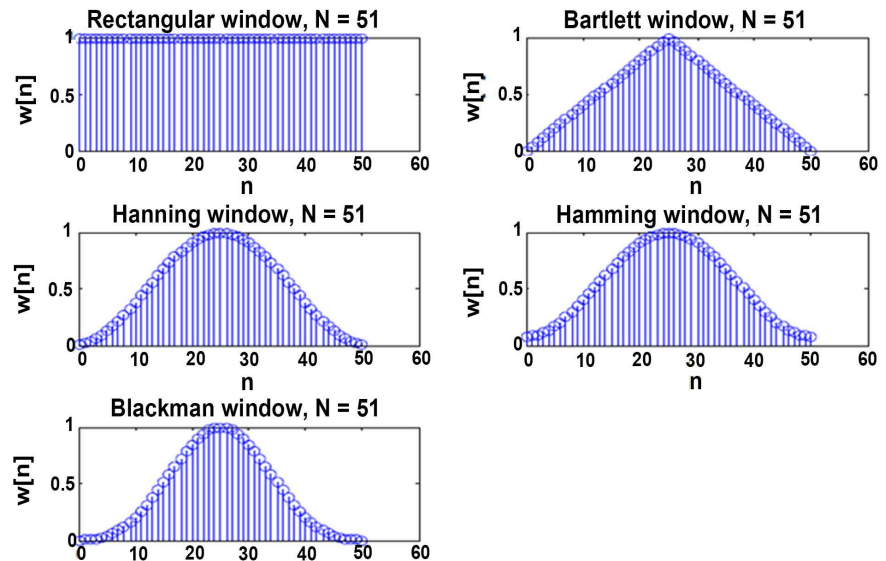 Rectangular window, N = 51
1
0.5
0
w[n]
0 10 20 30 40 50 60
n
Bartlett window, N = 51
1
0.5
0
w[n]
0 10 20 30 40 50 60
n
Hanning window, N = 51
1
0.5
0
w[n]
0 10 20 30 40 50 60
n
Hamming window, N = 51
1
0.5
0
w[n]
0 10 20 30 40 50 60
n
Blackman window, N = 51
1
0.5
0
w[n]
0 10 20 30 40 50 60